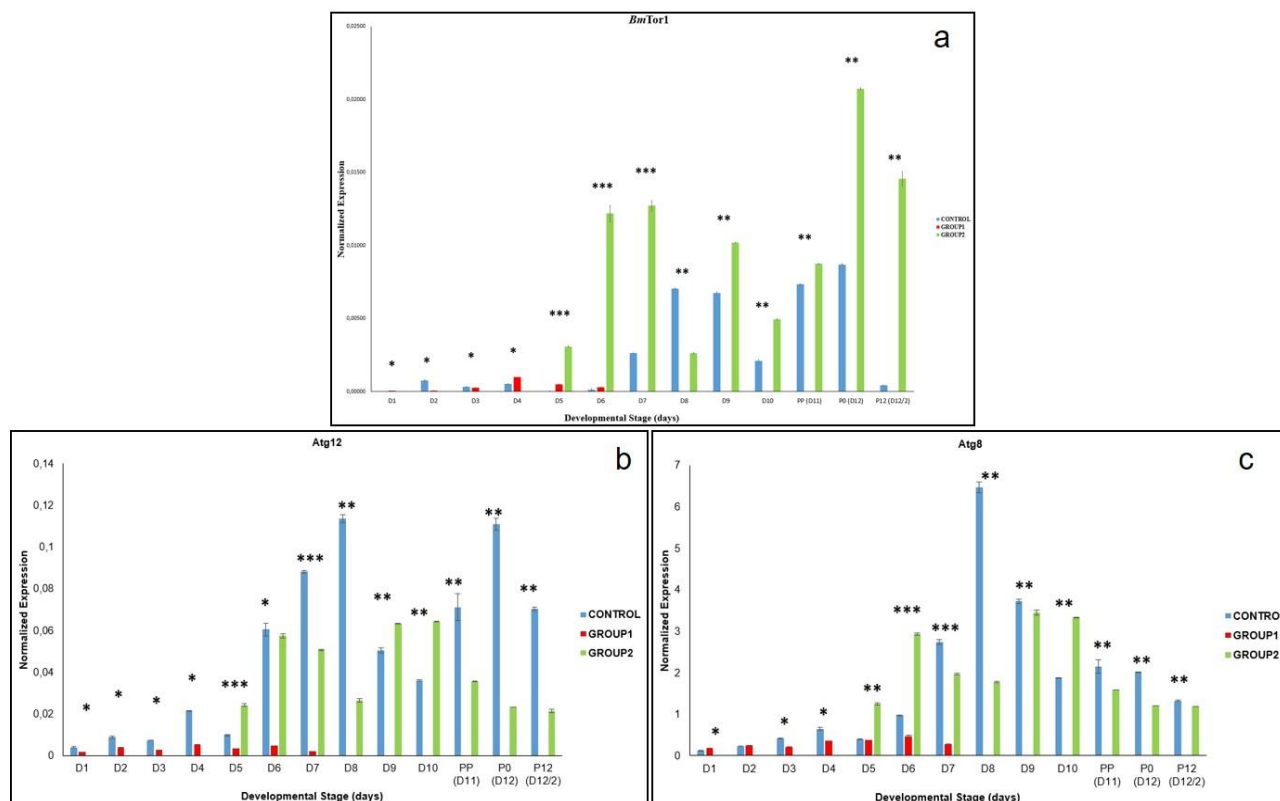 BmTor1
a
0,02500
**
0,02000
**
***
***
0,01500
Normalized Expression
**
**
CONTROL
GROUP1
GROUP2
0,01000
**
**
***
0,00500
* * * *
0,00000
D1 D2 D3 D4 D5 D6 D7 D8 D9 D10 PP (D11) P0 (D12) P12 (D12/2)
Developmental Stage (days)
Atg12
b
0,14
0,12
** **
0,1
***
Normalized Expression
0,08
* ** ** ** **
0,06
CONTROL
GROUP1
GROUP2
0,04
***
* * * *
0,02
0
D1 D2 D3 D4 D5 D6 D7 D8 D9 D10 PP P0 P12
(D11) (D12) (D12/2)
Developmental Stage (days)
Atg8
c
7
**
6
5
Normalized Expression
4
** **
*** ***
3
CONTROL
GROUP1
GROUP2
** ** **
2
**
1
* * *
0
D1 D2 D3 D4 D5 D6 D7 D8 D9 D10 PP P0 P12
(D11) (D12) (D12/2)
Developmental Stage (days)